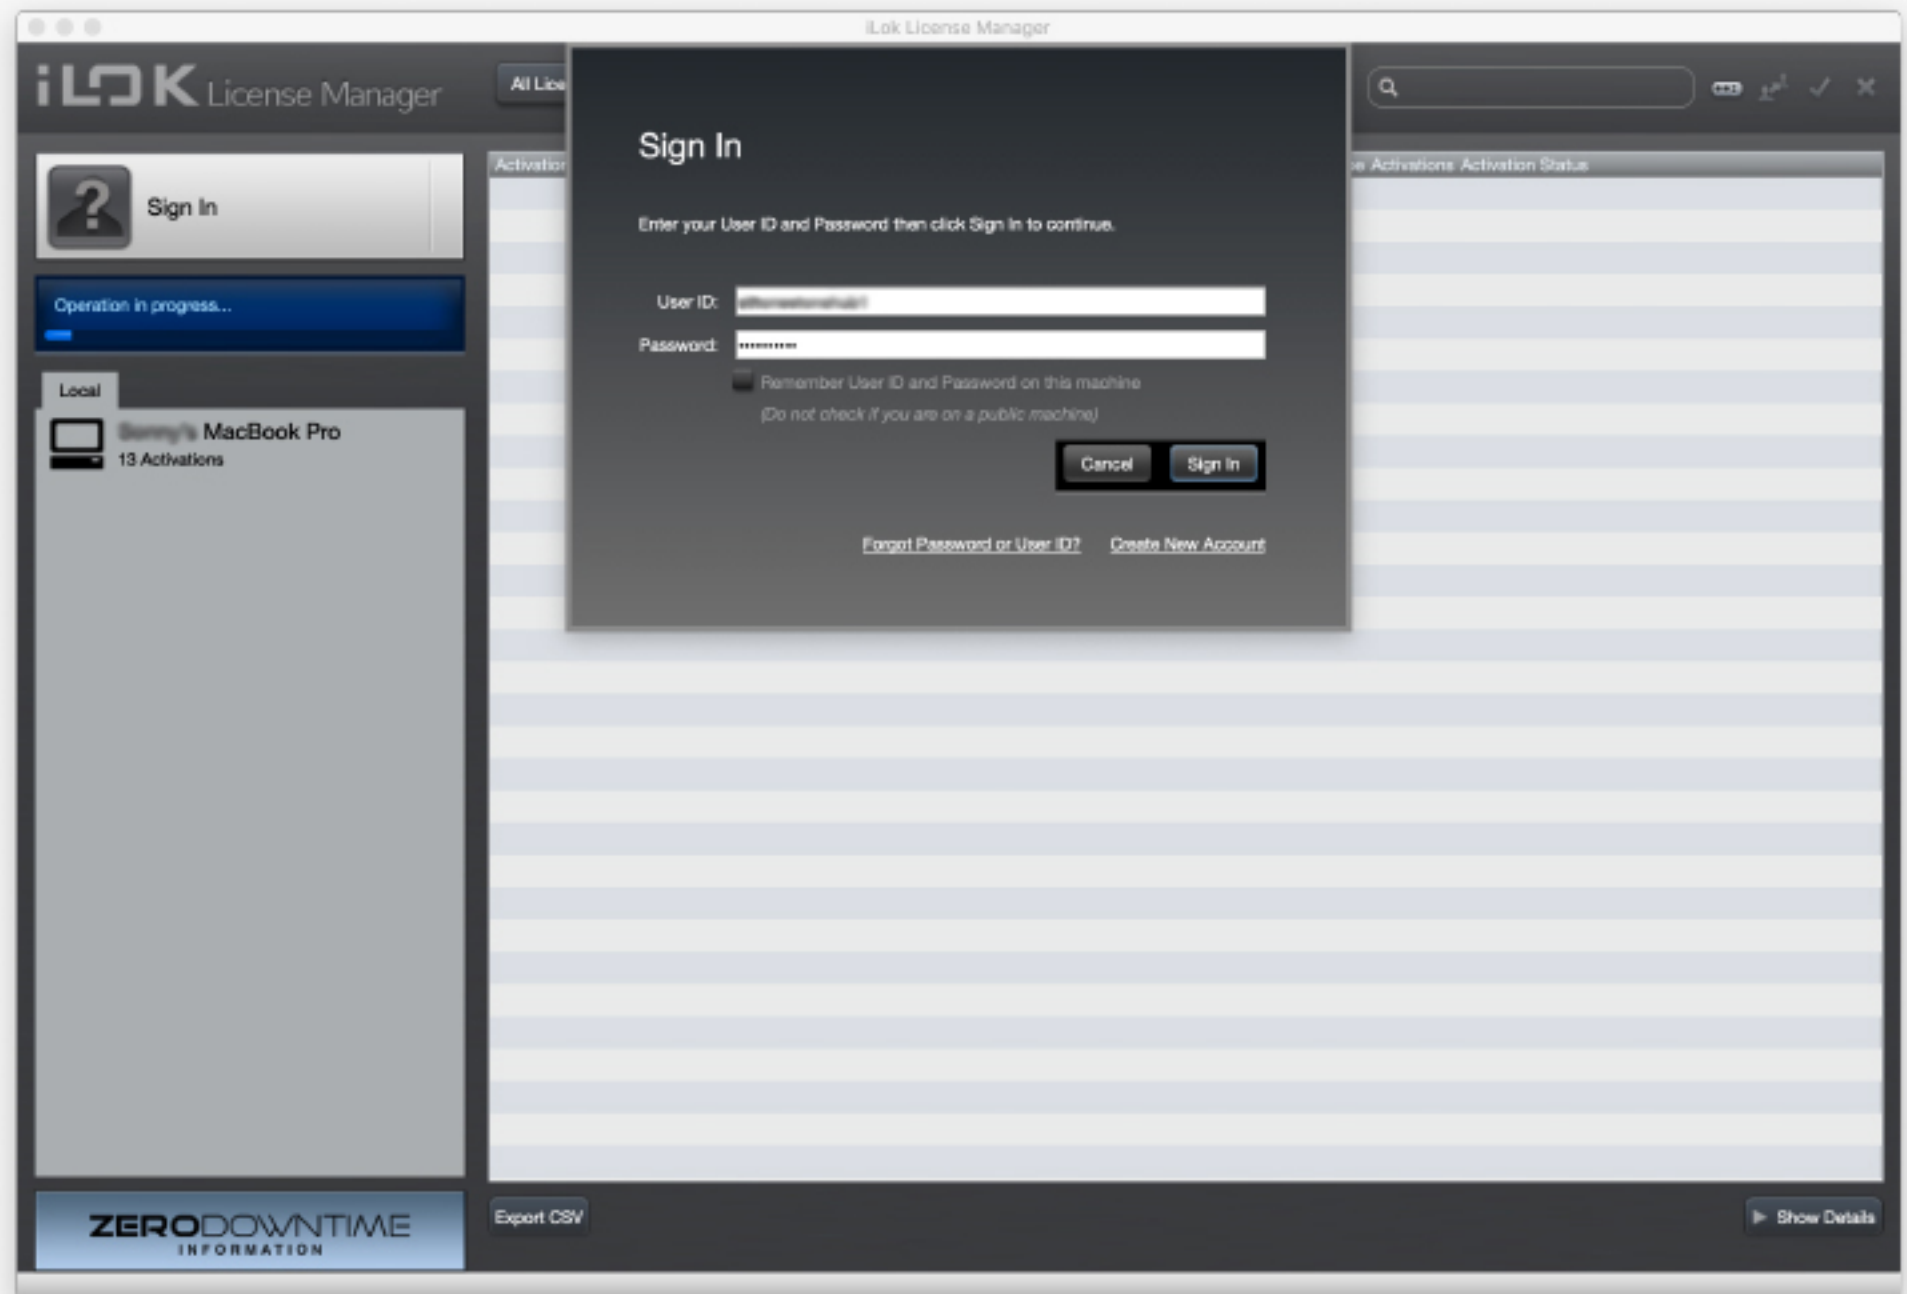 iLok License Manager
iLOK License Manager
All Lice
Sign In
Activation
pe Activations Activation Status
Sign In
Enter your User ID and Password then click Sign In to continue.
Operation in progress...
User ID:
Password: ••••••••••
Remember User ID and Password on this machine
(Do not check if you are on a public machine)
Cancel Sign In
Forgot Password or User ID? Create New Account
Local
MacBook Pro
13 Activations
ZERODOWNTIME
INFORMATION
Export CSV
Show Details